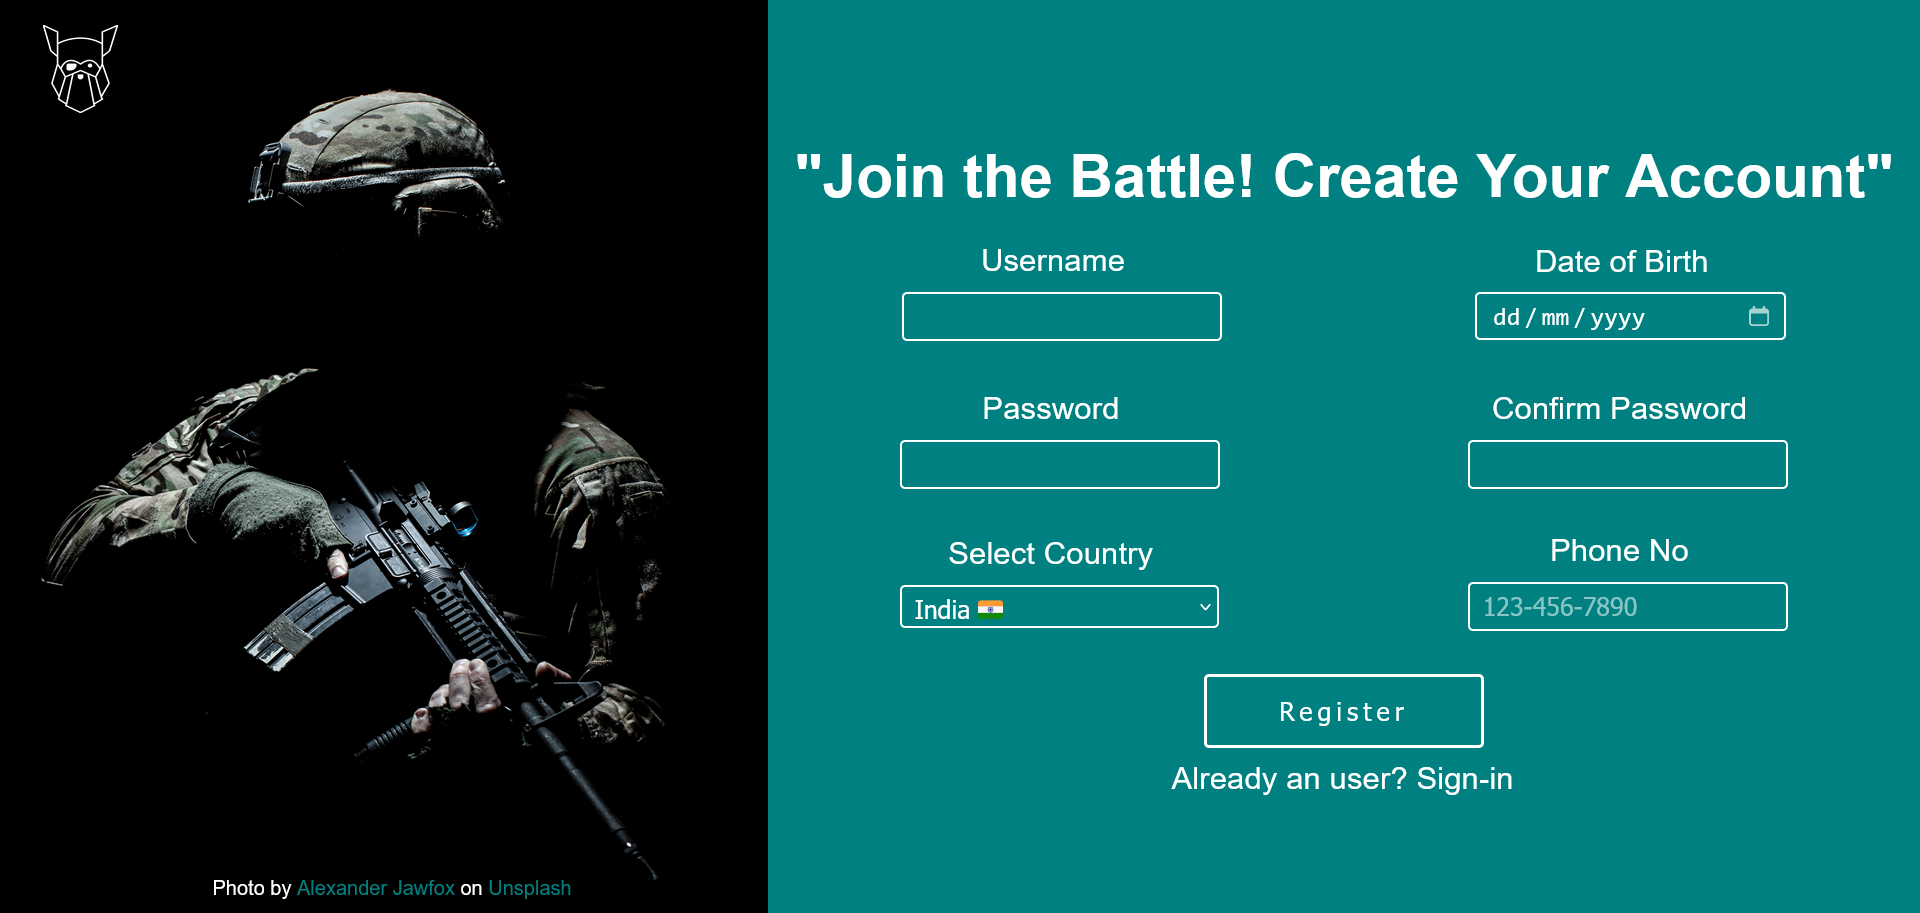 "Join the Battle! Create Your Account"
Username
Date of Birth
dd/mm/yyyy
Password
Confirm Password
Select Country
Phone No
India 🇮🇳
123-456-7890
Register
Already an user? Sign-in
Photo by Alexander Jawfox on Unsplash